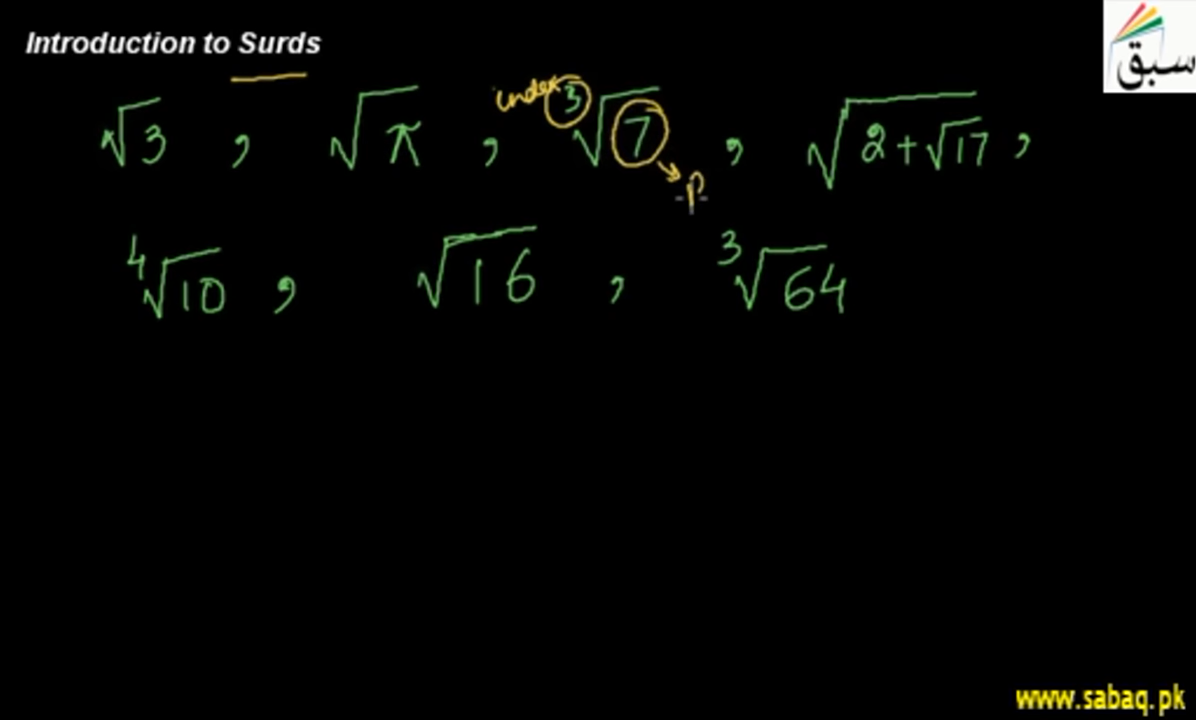 Introduction to Surds
سبق
index
√3 , √π , ³√7 , √(2+√17) ,
P
⁴√10 , √16 , ³√64
www.sabaq.pk